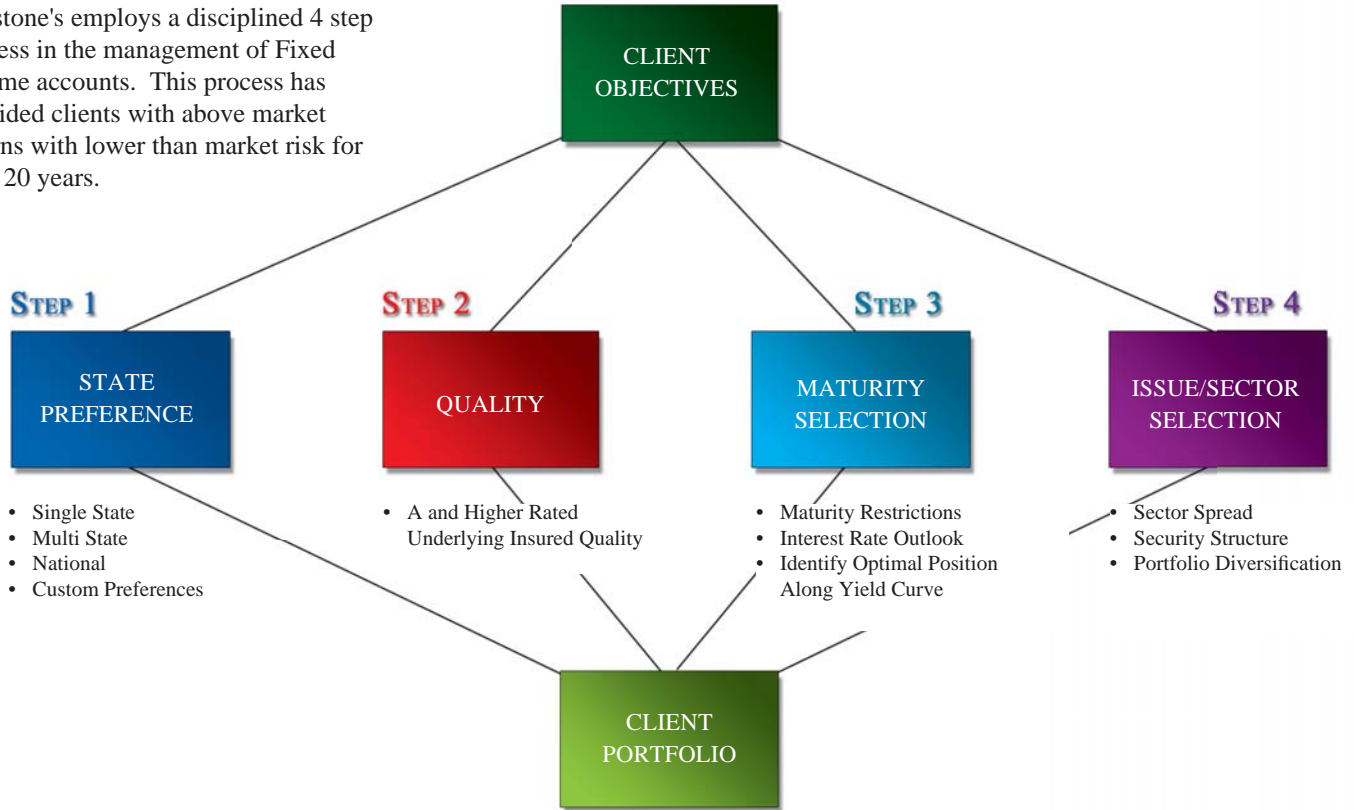 stone's employs a disciplined 4 step
ess in the management of Fixed
me accounts. This process has
ided clients with above market
ns with lower than market risk for
20 years.
CLIENT
OBJECTIVES
STEP 1
STATE
PREFERENCE
• Single State
• Multi State
• National
• Custom Preferences
STEP 2
QUALITY
• A and Higher Rated
Underlying Insured Quality
STEP 3
MATURITY
SELECTION
• Maturity Restrictions
• Interest Rate Outlook
• Identify Optimal Position
Along Yield Curve
STEP 4
ISSUE/SECTOR
SELECTION
• Sector Spread
• Security Structure
• Portfolio Diversification
CLIENT
PORTFOLIO